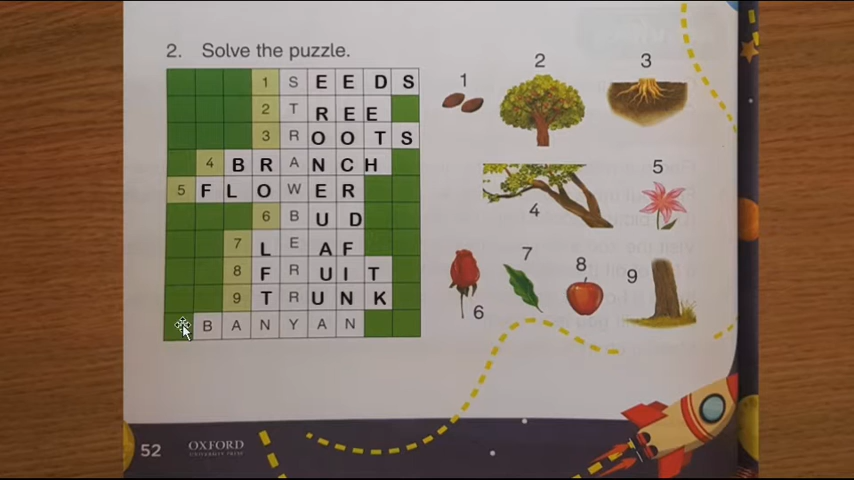 2. Solve the puzzle.
1 S E E D S
2 T R E E
3 R O O T S
4 B R A N C H
5 F L O W E R
6 B U D
7 L E A F
8 F R U I T
9 T R U N K
B A N Y A N
1
2
3
4
5
6
7
8
9
52 OXFORD
UNIVERSITY PRESS